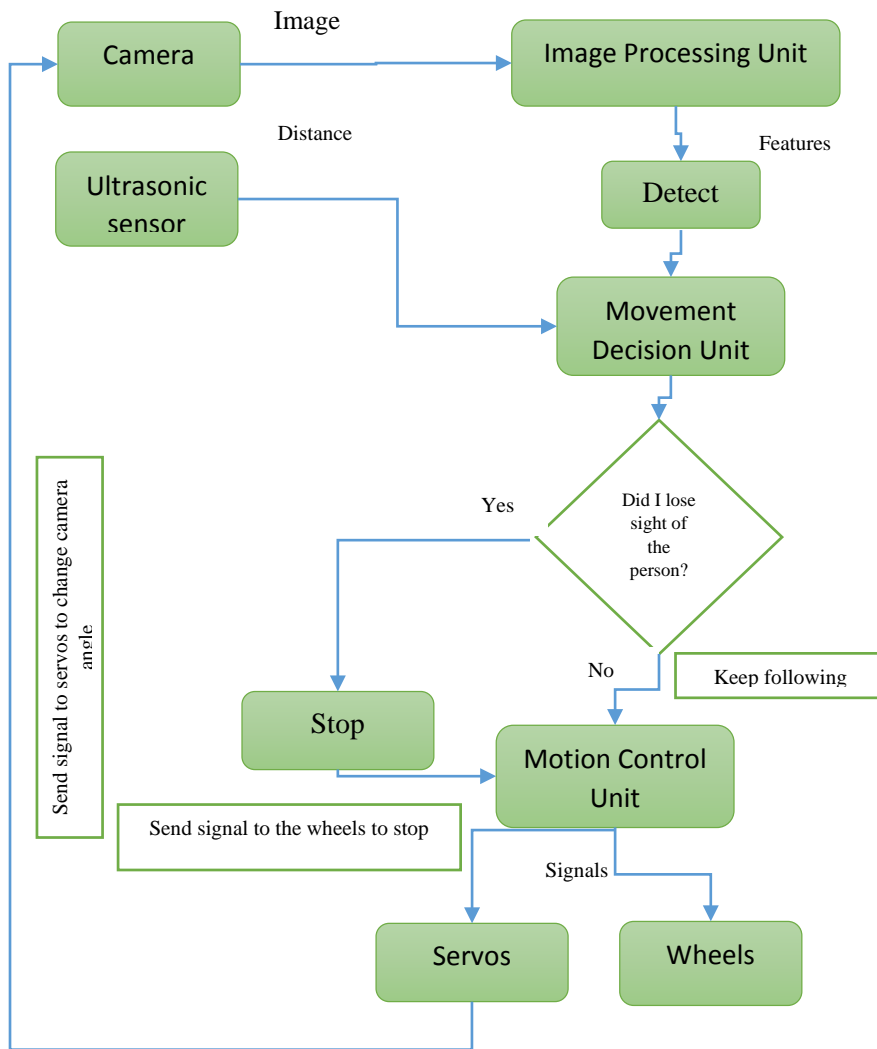 Image
Camera
Image Processing Unit
Distance
Features
Ultrasonic
sensor
Detect
Movement
Decision Unit
Yes
Did I lose
sight of
the
person?
Send signal to servos to change camera
angle
No
Keep following
Stop
Motion Control
Unit
Send signal to the wheels to stop
Signals
Servos
Wheels